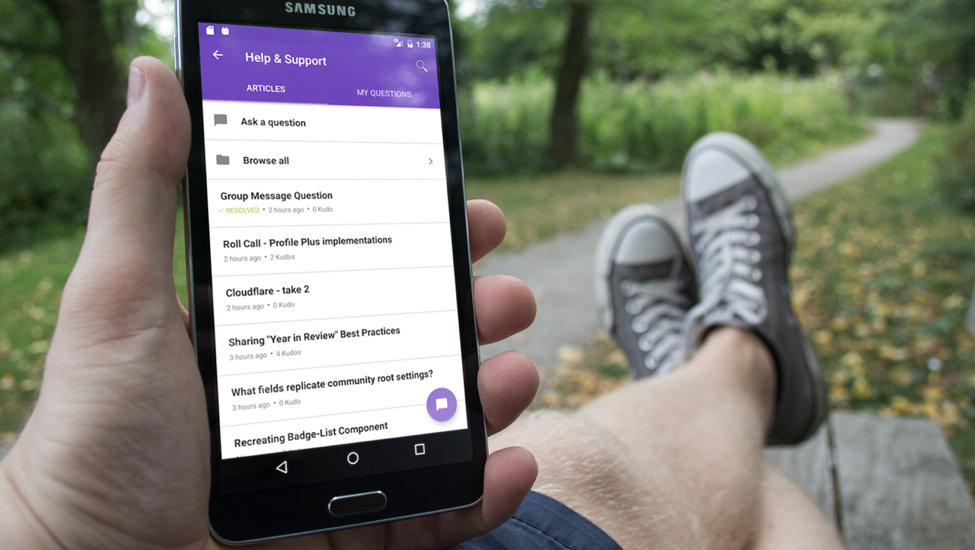 SAMSUNG
1:38
Help & Support
ARTICLES
MY QUESTIONS
Ask a question
Browse all
Group Message Question
✓ RESOLVED • 2 hours ago • 0 Kudo
Roll Call - Profile Plus implementations
2 hours ago • 2 Kudos
Cloudflare - take 2
2 hours ago • 0 Kudo
Sharing "Year in Review" Best Practices
3 hours ago • 4 Kudos
What fields replicate community root settings?
3 hours ago • 0 Kudo
Recreating Badge-List Component